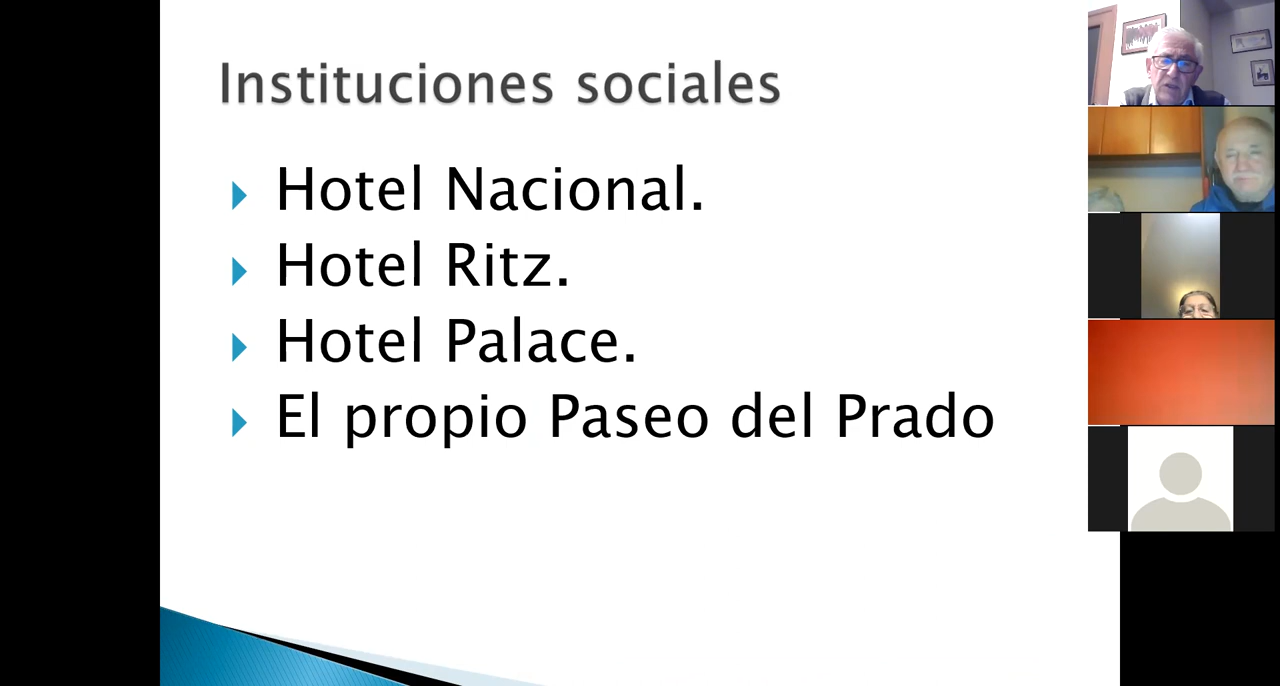 Instituciones sociales
Hotel Nacional.
Hotel Ritz.
Hotel Palace.
El propio Paseo del Prado